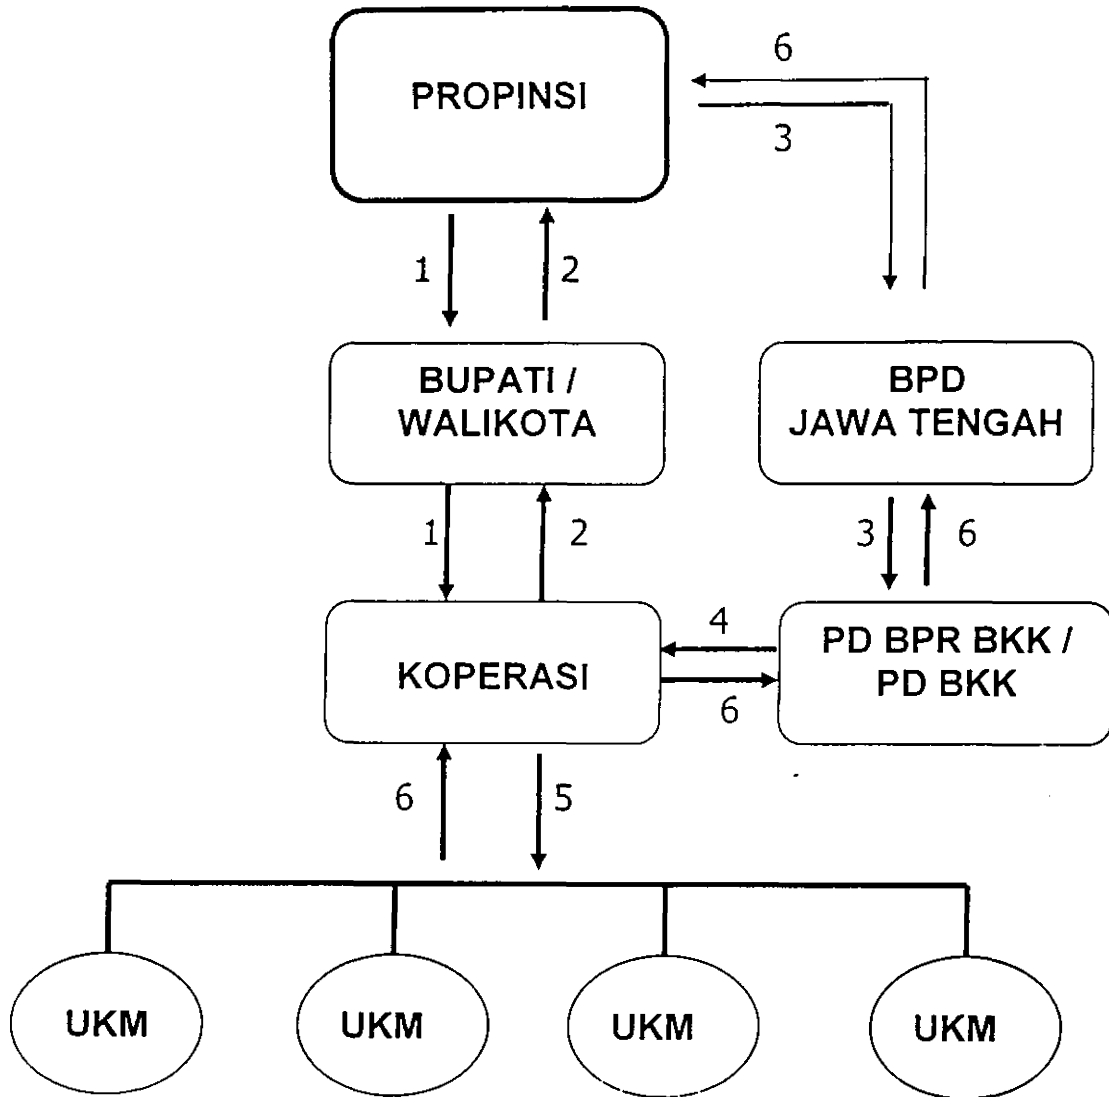 PROPINSI
6
3
1
2
BUPATI /
WALIKOTA
BPD
JAWA TENGAH
1
2
3
6
KOPERASI
4
6
PD BPR BKK /
PD BKK
6
5
UKM
UKM
UKM
UKM